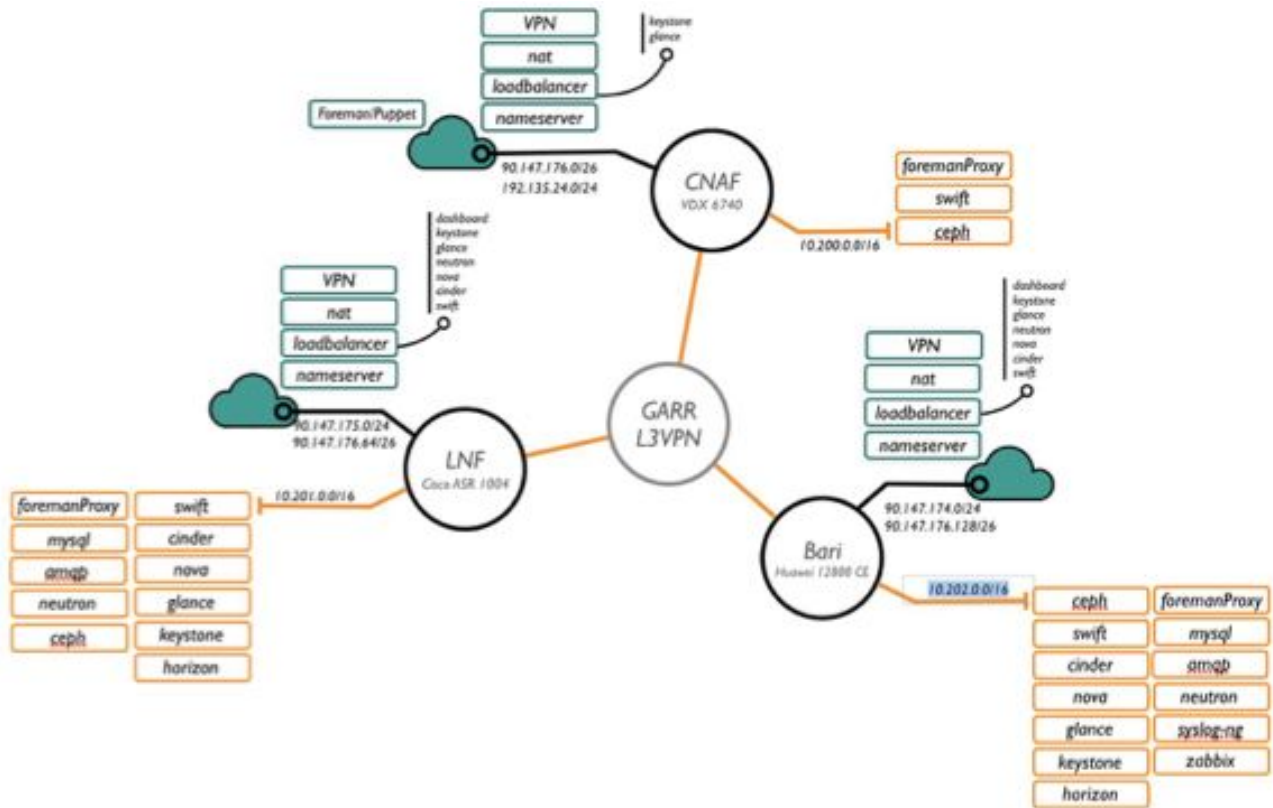 VPN
nat
loadbalancer
nameserver
keystone
glance
Foreman/Puppet
90.147.176.0/26
192.135.24.0/24
CNAF
VDX 6740
foremanProxy
swift
ceph
10.200.0.0/16
dashboard
keystone
glance
neutron
nova
cinder
swift
VPN
nat
loadbalancer
nameserver
90.147.175.0/24
90.147.176.64/26
LNF
Cisco ASR 1004
10.201.0.0/16
foremanProxy
mysql
amqp
neutron
ceph
swift
cinder
nova
glance
keystone
horizon
GARR
L3VPN
dashboard
keystone
glance
neutron
nova
cinder
swift
VPN
nat
loadbalancer
nameserver
90.147.174.0/24
90.147.176.128/26
Bari
Huawei 12800 CE
10.202.0.0/16
ceph
swift
cinder
nova
glance
keystone
horizon
foremanProxy
mysql
amqp
neutron
syslog-ng
zabbix